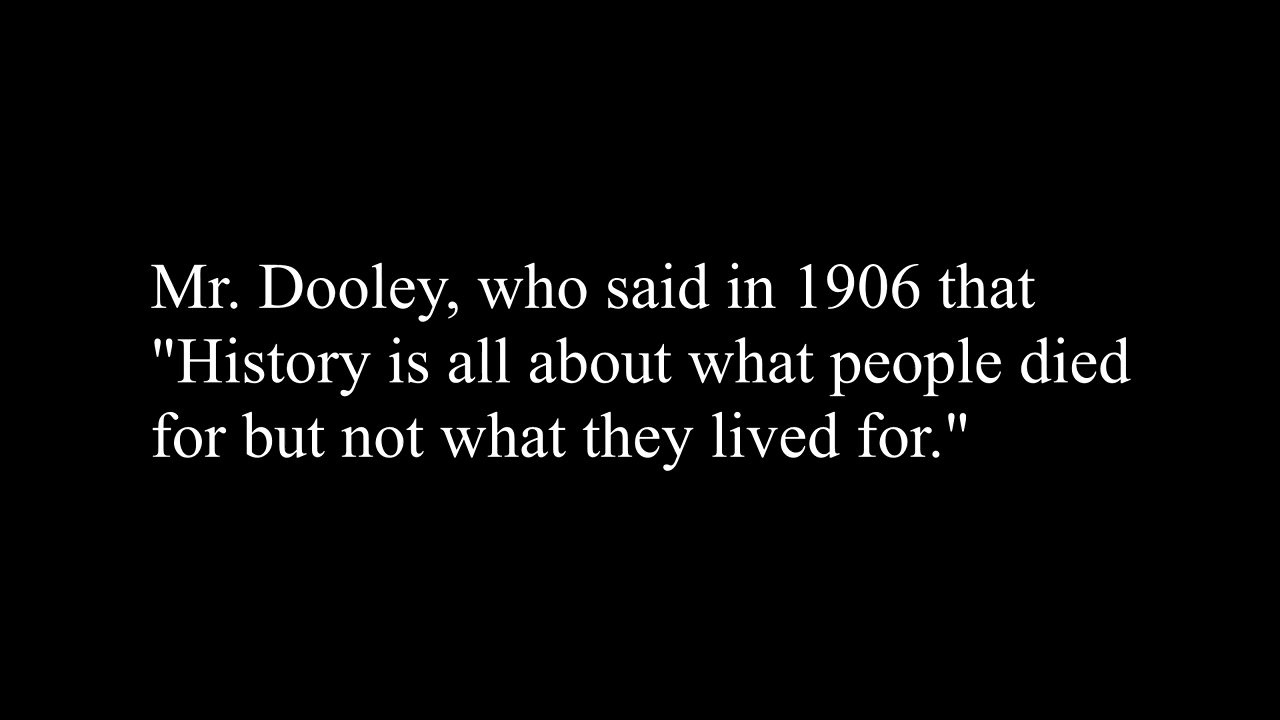 Mr. Dooley, who said in 1906 that
"History is all about what people died
for but not what they lived for."